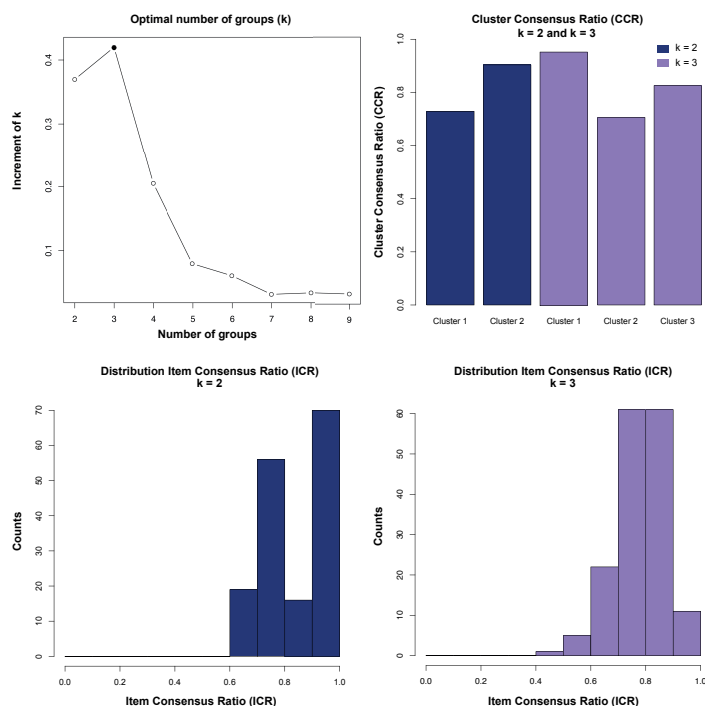 Optimal number of groups (k)
Increment of k
0.4
0.3
0.2
0.1
2 3 4 5 6 7 8 9
Number of groups
Cluster Consensus Ratio (CCR)
k = 2 and k = 3
k = 2
k = 3
Cluster Consensus Ratio (CCR)
1.0
0.8
0.6
0.4
0.2
0.0
Cluster 1 Cluster 2 Cluster 1 Cluster 2 Cluster 3
Distribution Item Consensus Ratio (ICR)
k = 2
Counts
70
60
50
40
30
20
10
0
0.0 0.2 0.4 0.6 0.8 1.0
Item Consensus Ratio (ICR)
Distribution Item Consensus Ratio (ICR)
k = 3
Counts
60
50
40
30
20
10
0
0.0 0.2 0.4 0.6 0.8 1.0
Item Consensus Ratio (ICR)